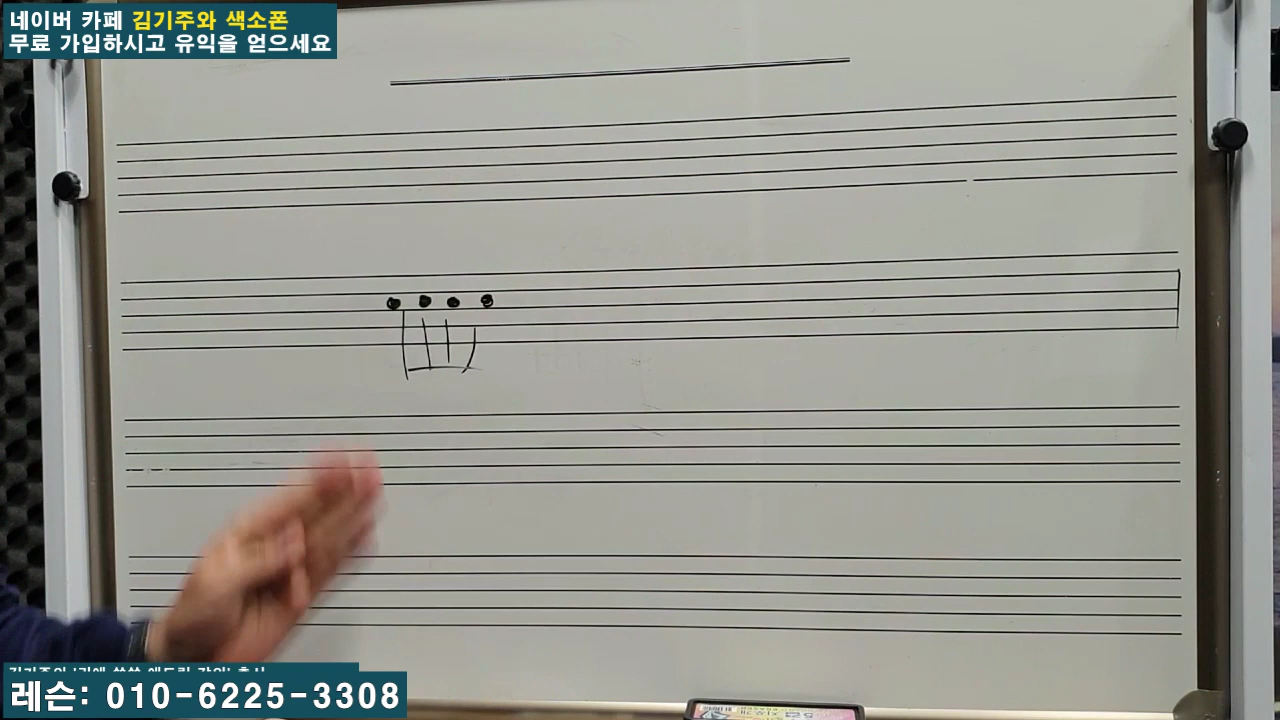 네이버 카페 김기주와 색소폰
무료 가입하시고 유익을 얻으세요
레슨: 010-6225-3308